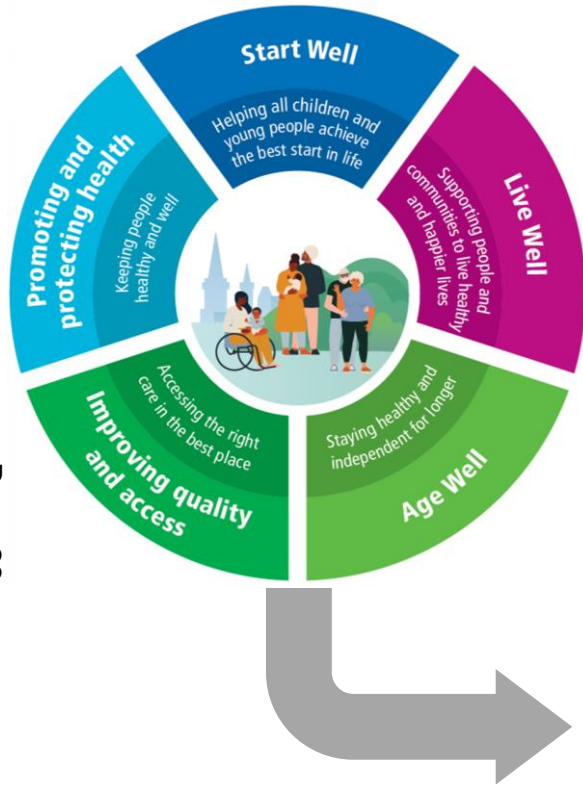 Start Well
Helping all children and
young people achieve
the best start in life
Live Well
Supporting people and
communities to live healthy
and happier lives
Age Well
Staying healthy and
independent for longer
Improving quality
and access
Accessing the right
care in the best place
Promoting and
protecting health
Keeping people
healthy and well